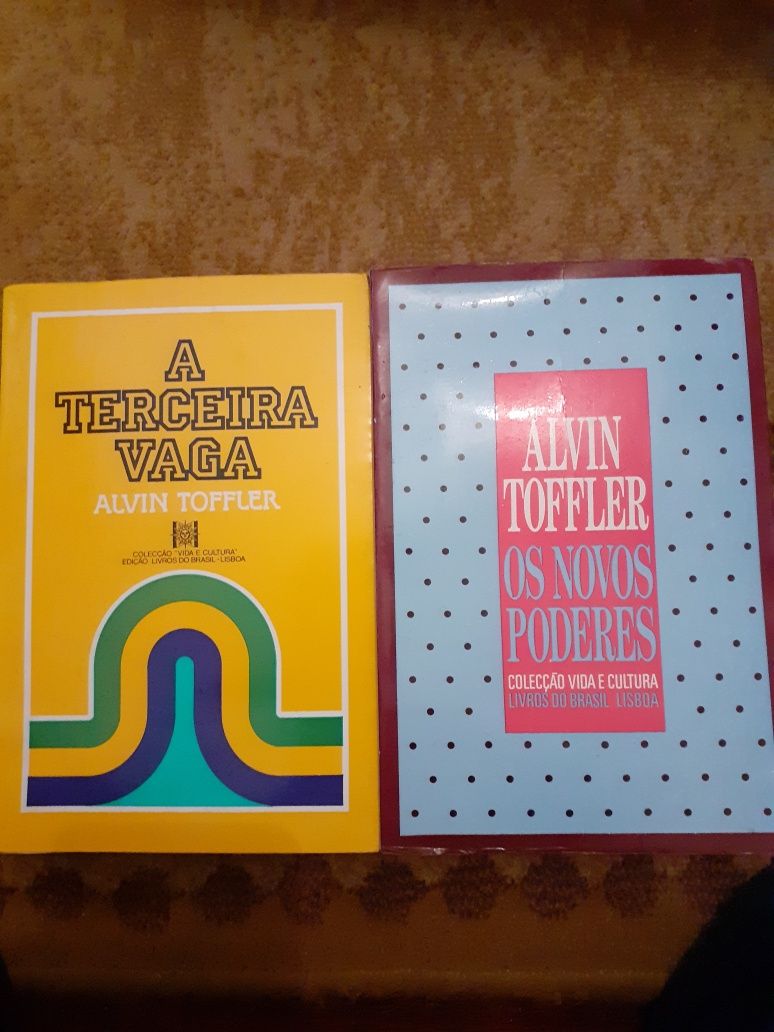 A
TERCEIRA
VAGA
ALVIN TOFFLER
COLECÇÃO "VIDA E CULTURA"
EDIÇÃO LIVROS DO BRASIL-LISBOA
ALVIN
TOFFLER
OS NOVOS
PODERES
COLECÇÃO VIDA E CULTURA
LIVROS DO BRASIL LISBOA